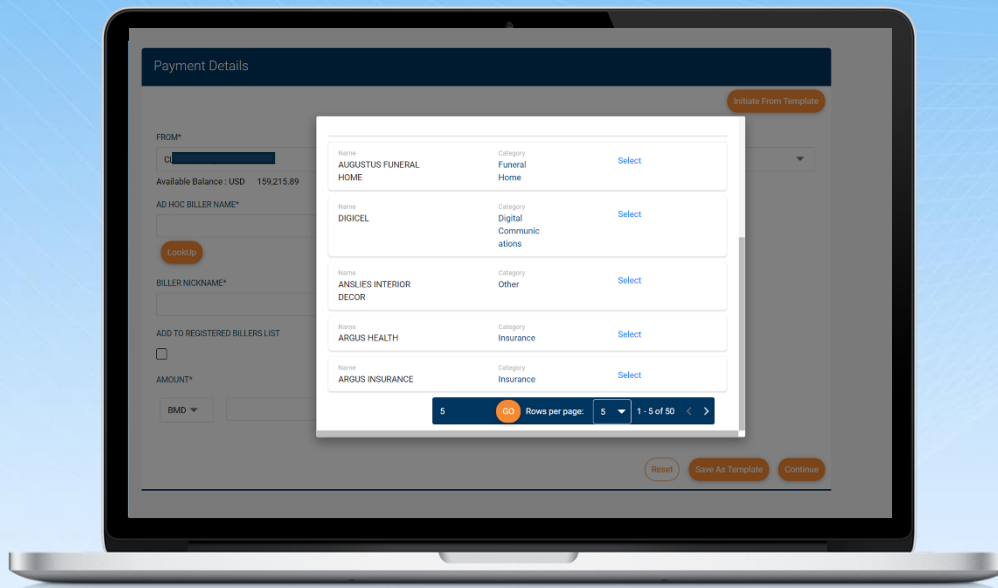 Payment Details
Initiate From Template
FROM*
Available Balance : USD 159,215.89
AD HOC BILLER NAME*
LookUp
BILLER NICKNAME*
ADD TO REGISTERED BILLERS LIST
AMOUNT*
BMD
Name
AUGUSTUS FUNERAL
HOME
Category
Funeral
Home
Select
Name
DIGICEL
Category
Digital
Communic
ations
Select
Name
ANSLIES INTERIOR
DECOR
Category
Other
Select
Name
ARGUS HEALTH
Category
Insurance
Select
Name
ARGUS INSURANCE
Category
Insurance
Select
5 GO Rows per page: 5 1 - 5 of 50
Reset Save As Template Continue